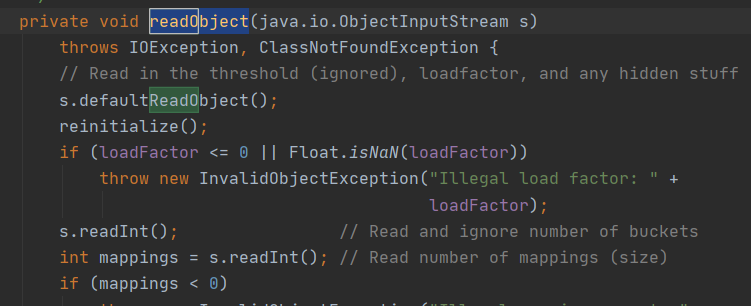 private void readObject(java.io.ObjectInputStream s)
throws IOException, ClassNotFoundException {
// Read in the threshold (ignored), loadfactor, and any hidden stuff
s.defaultReadObject();
reinitialize();
if (loadFactor <= 0 || Float.isNaN(loadFactor))
throw new InvalidObjectException("Illegal load factor: " +
loadFactor);
s.readInt(); // Read and ignore number of buckets
int mappings = s.readInt(); // Read number of mappings (size)
if (mappings < 0)